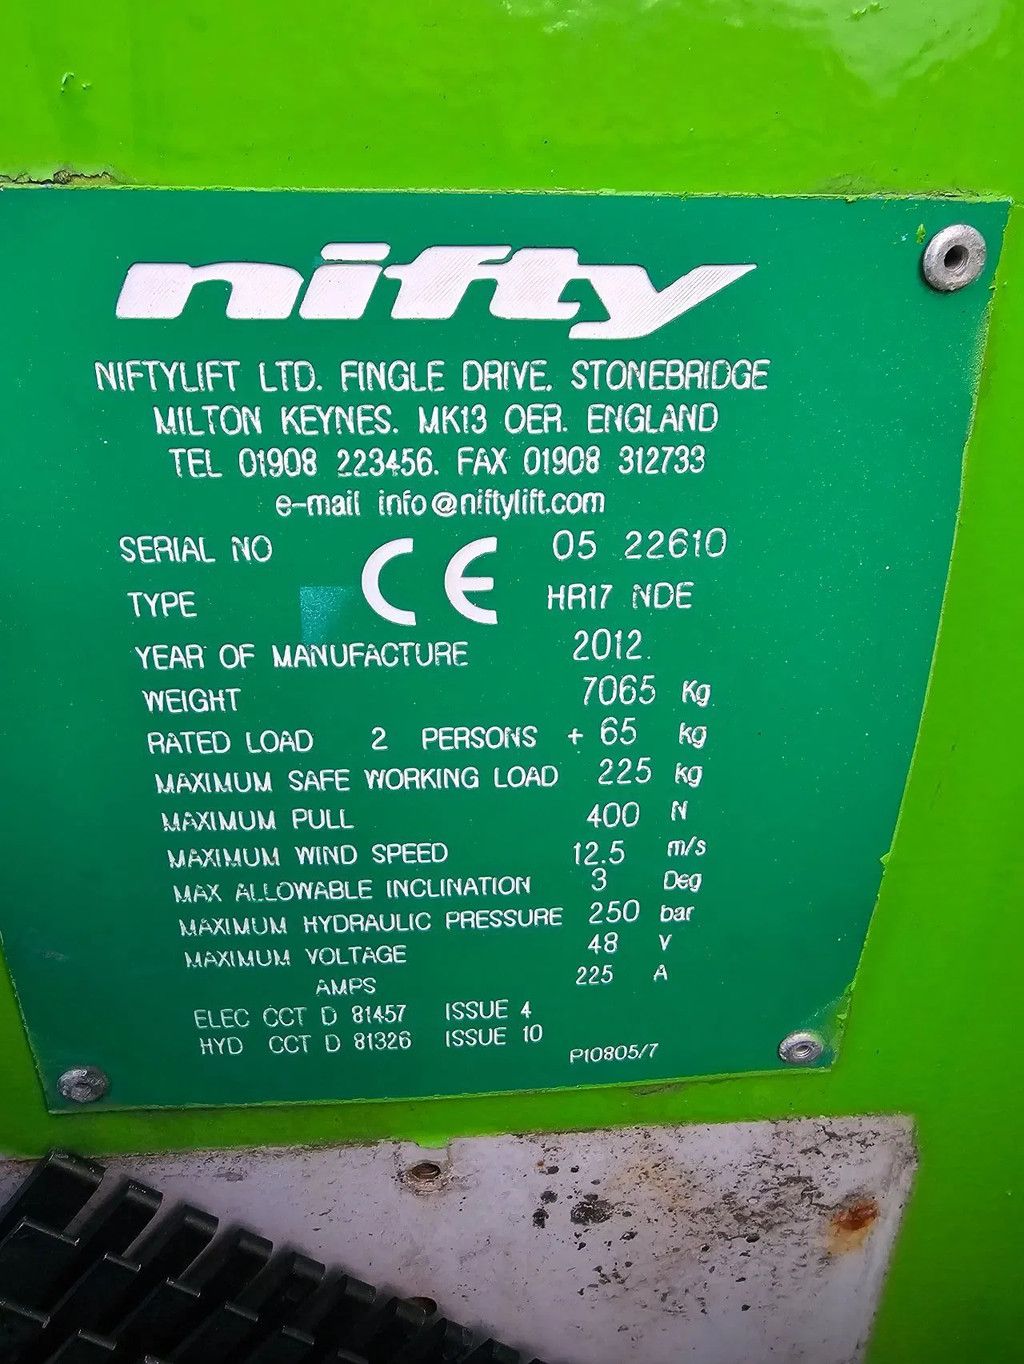 nifty
NIFTYLIFT LTD. FINGLE DRIVE. STONEBRIDGE
MILTON KEYNES. MK13 OER. ENGLAND
TEL 01908 223456. FAX 01908 312733
e-mail info@niftylift.com
SERIAL NO CE 05 22610
TYPE HR17 NDE
YEAR OF MANUFACTURE 2012.
WEIGHT 7065 Kg
RATED LOAD 2 PERSONS + 65 kg
MAXIMUM SAFE WORKING LOAD 225 kg
MAXIMUM PULL 400 N
MAXIMUM WIND SPEED 12.5 m/s
MAX ALLOWABLE INCLINATION 3 Deg
MAXIMUM HYDRAULIC PRESSURE 250 bar
MAXIMUM VOLTAGE 48 V
AMPS 225 A
ELEC CCT D 81457 ISSUE 4
HYD CCT D 81326 ISSUE 10
P10805/7